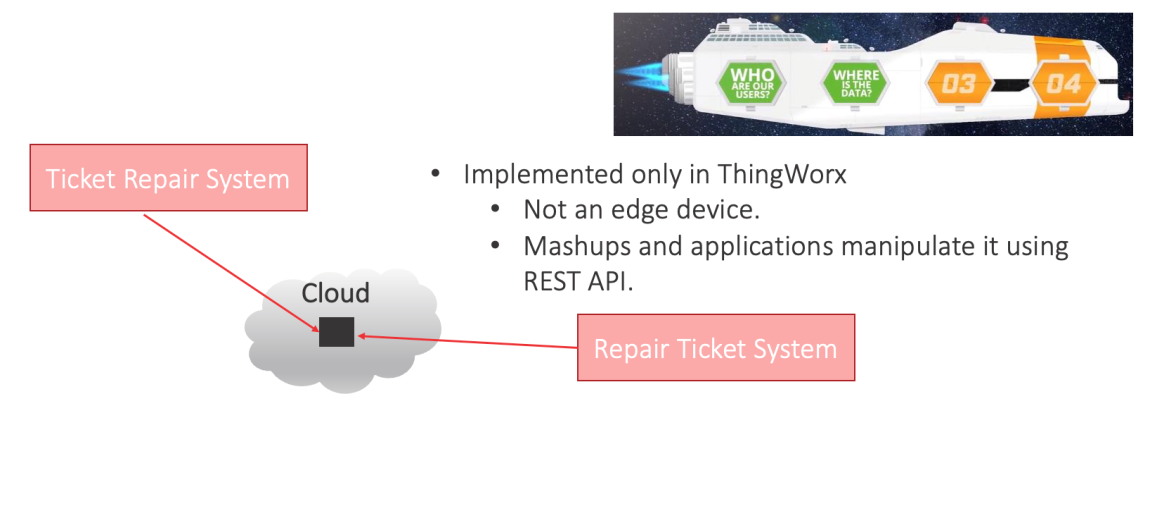 WHO
ARE OUR
USERS?
WHERE
IS THE
DATA?
03
04
Ticket Repair System
• Implemented only in ThingWorx
• Not an edge device.
• Mashups and applications manipulate it using
REST API.
Cloud
Repair Ticket System